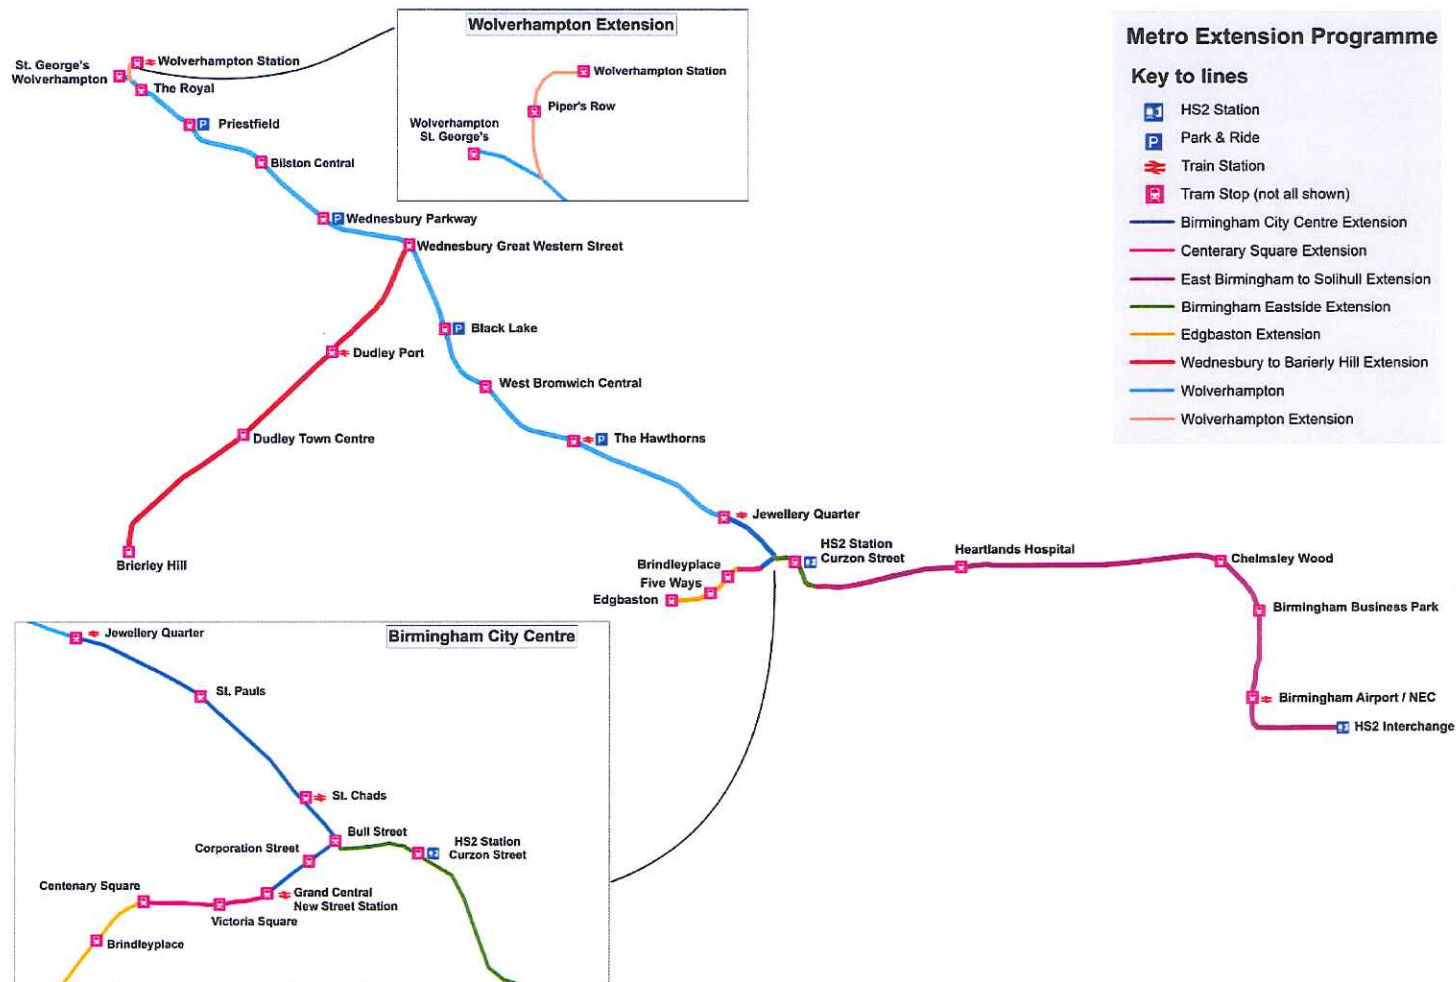 Wolverhampton Extension
Wolverhampton Station
Piper's Row
Wolverhampton
St. George's
St. George's
Wolverhampton
Wolverhampton Station
The Royal
Priestfield
Bilston Central
Wednesbury Parkway
Wednesbury Great Western Street
Black Lake
Dudley Port
West Bromwich Central
Dudley Town Centre
The Hawthorns
Brierley Hill
Jewellery Quarter
HS2 Station
Curzon Street
Brindleyplace
Five Ways
Edgbaston
Heartlands Hospital
Chelmsley Wood
Birmingham Business Park
Birmingham Airport / NEC
HS2 Interchange
Metro Extension Programme
Key to lines
HS2 Station
P Park & Ride
Train Station
Tram Stop (not all shown)
Birmingham City Centre Extension
Centerary Square Extension
East Birmingham to Solihull Extension
Birmingham Eastside Extension
Edgbaston Extension
Wednesbury to Barierly Hill Extension
Wolverhampton
Wolverhampton Extension
Birmingham City Centre
Jewellery Quarter
St. Pauls
St. Chads
Bull Street
HS2 Station
Curzon Street
Corporation Street
Grand Central
New Street Station
Centenary Square
Victoria Square
Brindleyplace